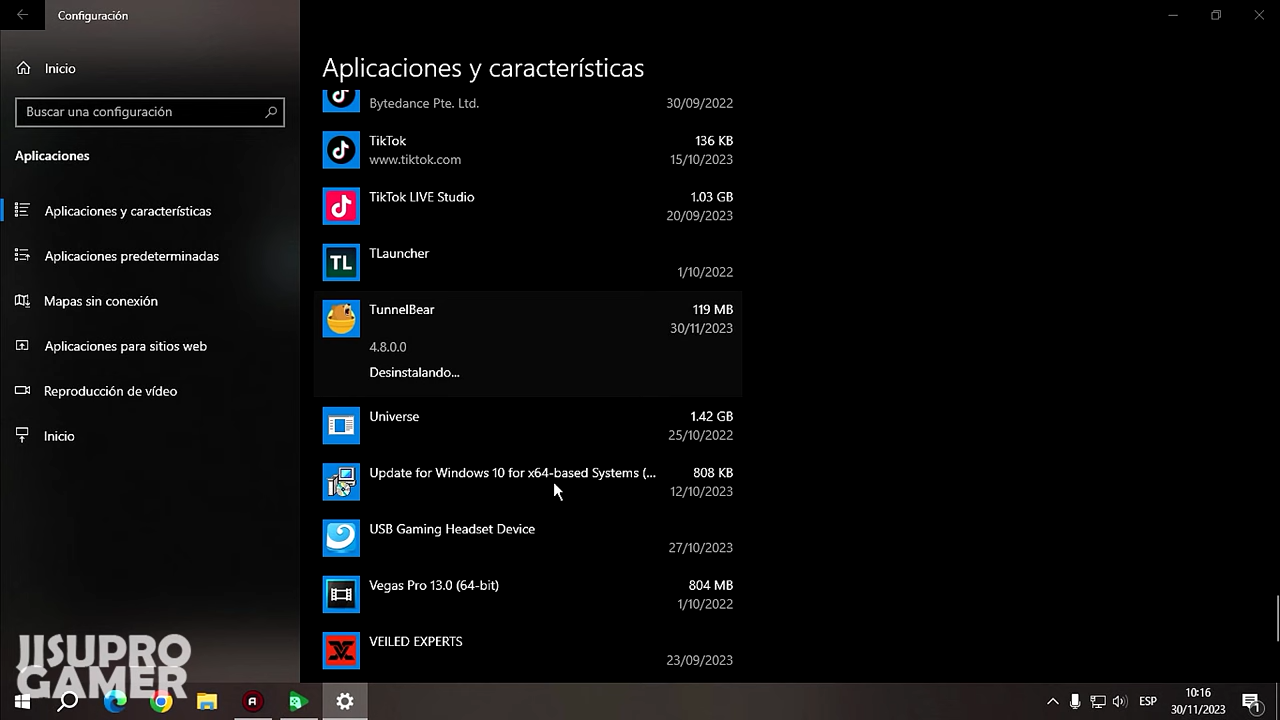 Configuración
Inicio
Buscar una configuración
Aplicaciones
Aplicaciones y características
Aplicaciones predeterminadas
Mapas sin conexión
Aplicaciones para sitios web
Reproducción de vídeo
Inicio
Aplicaciones y características
Bytedance Pte. Ltd. 30/09/2022
TikTok 136 KB
www.tiktok.com 15/10/2023
TikTok LIVE Studio 1.03 GB
20/09/2023
TL
TLauncher
1/10/2022
TunnelBear 119 MB
30/11/2023
4.8.0.0
Desinstalando...
Universe 1.42 GB
25/10/2022
Update for Windows 10 for x64-based Systems (... 808 KB
12/10/2023
USB Gaming Headset Device
27/10/2023
Vegas Pro 13.0 (64-bit) 804 MB
1/10/2022
VEILED EXPERTS
23/09/2023
JISUPRO
GAMER
ESP
10:16
30/11/2023
1